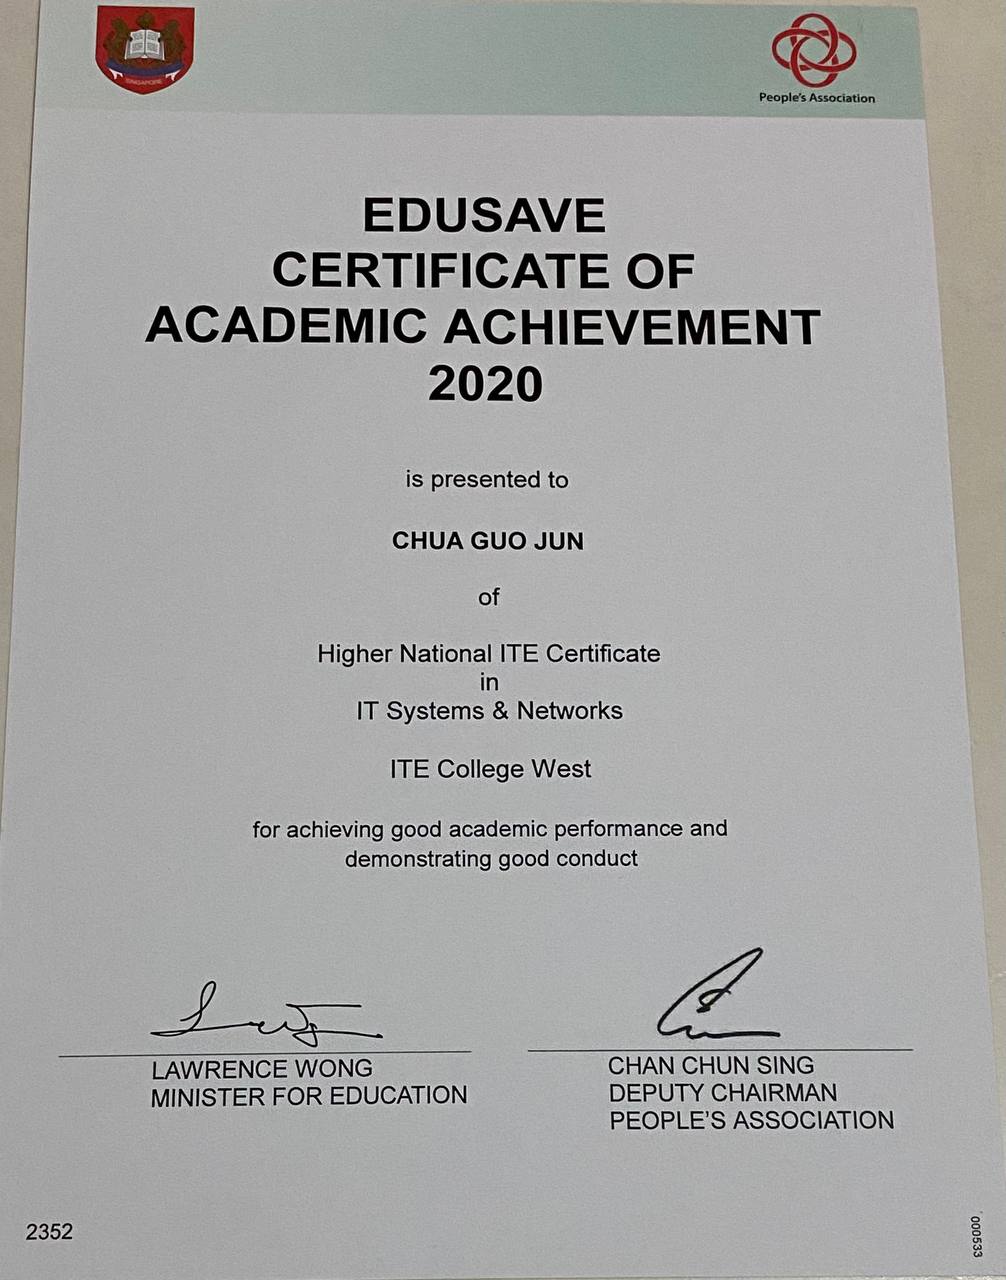 SINGAPORE
People's Association
EDUSAVE
CERTIFICATE OF
ACADEMIC ACHIEVEMENT
2020
is presented to
CHUA GUO JUN
of
Higher National ITE Certificate
in
IT Systems & Networks
ITE College West
for achieving good academic performance and
demonstrating good conduct
LAWRENCE WONG
MINISTER FOR EDUCATION
CHAN CHUN SING
DEPUTY CHAIRMAN
PEOPLE'S ASSOCIATION
2352
000533